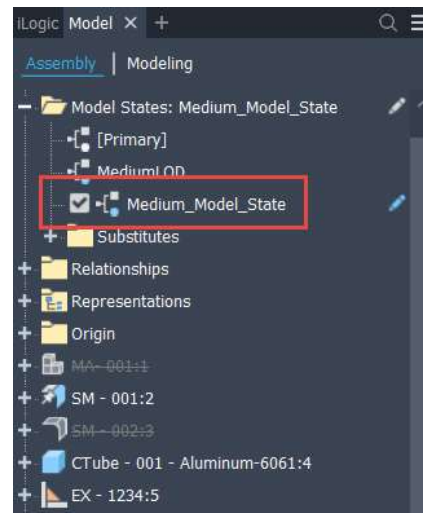 iLogic Model × +
Assembly | Modeling
Model States: Medium_Model_State
[Primary]
MediumLOD
Medium_Model_State
Substitutes
Relationships
Representations
Origin
MA- 001:1
SM - 001:2
SM - 002:3
CTube - 001 - Aluminum-6061:4
EX - 1234:5